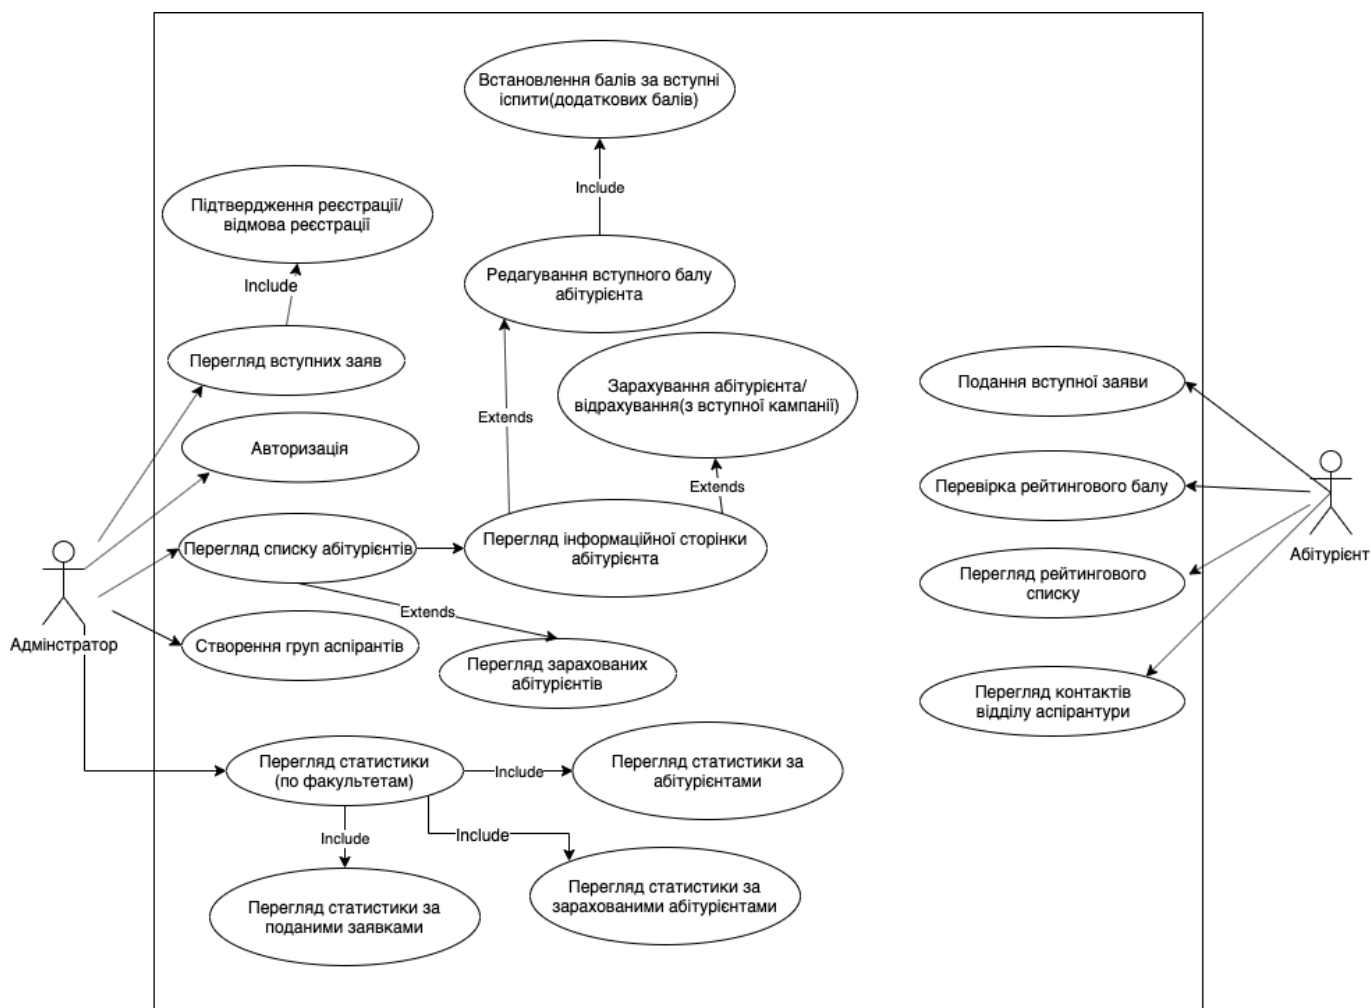 Встановлення балів за вступні
іспити(додаткових балів)
Include
Підтвердження реєстрації/
відмова реєстрації
Include
Редагування вступного балу
абітурієнта
Перегляд вступних заяв
Зарахування абітурієнта/
відрахування(з вступної кампанії)
Подання вступної заяви
Extends
Авторизація
Extends
Перевірка рейтингового балу
Абітурієнт
Перегляд списку абітурієнтів
Перегляд інформаційної сторінки
абітурієнта
Перегляд рейтингового
списку
Extends
Адмінстратор
Створення груп аспірантів
Перегляд зарахованих
абітурієнтів
Перегляд контактів
відділу аспірантури
Перегляд статистики
(по факультетам)
Include
Перегляд статистики за
абітурієнтами
Include
Include
Перегляд статистики за
зарахованими абітурієнтами
Перегляд статистики за
поданими заявками